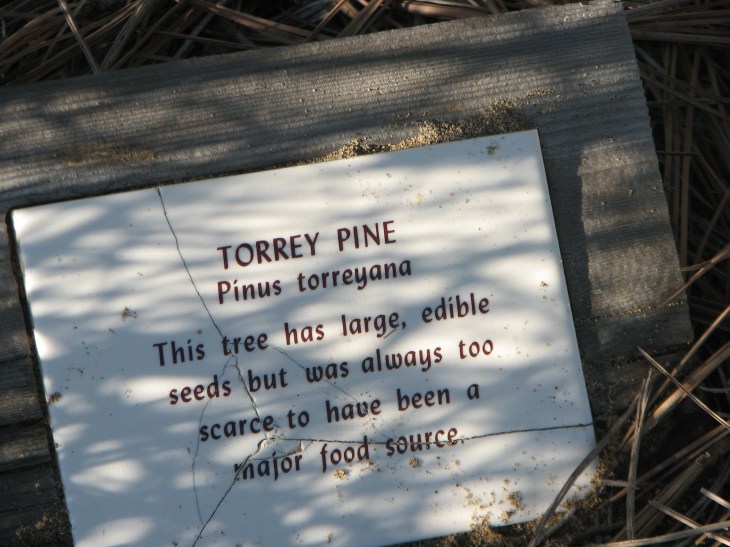 TORREY PINE
Pinus torreyana
This tree has large, edible
seeds but was always too
scarce to have been a
major food source.